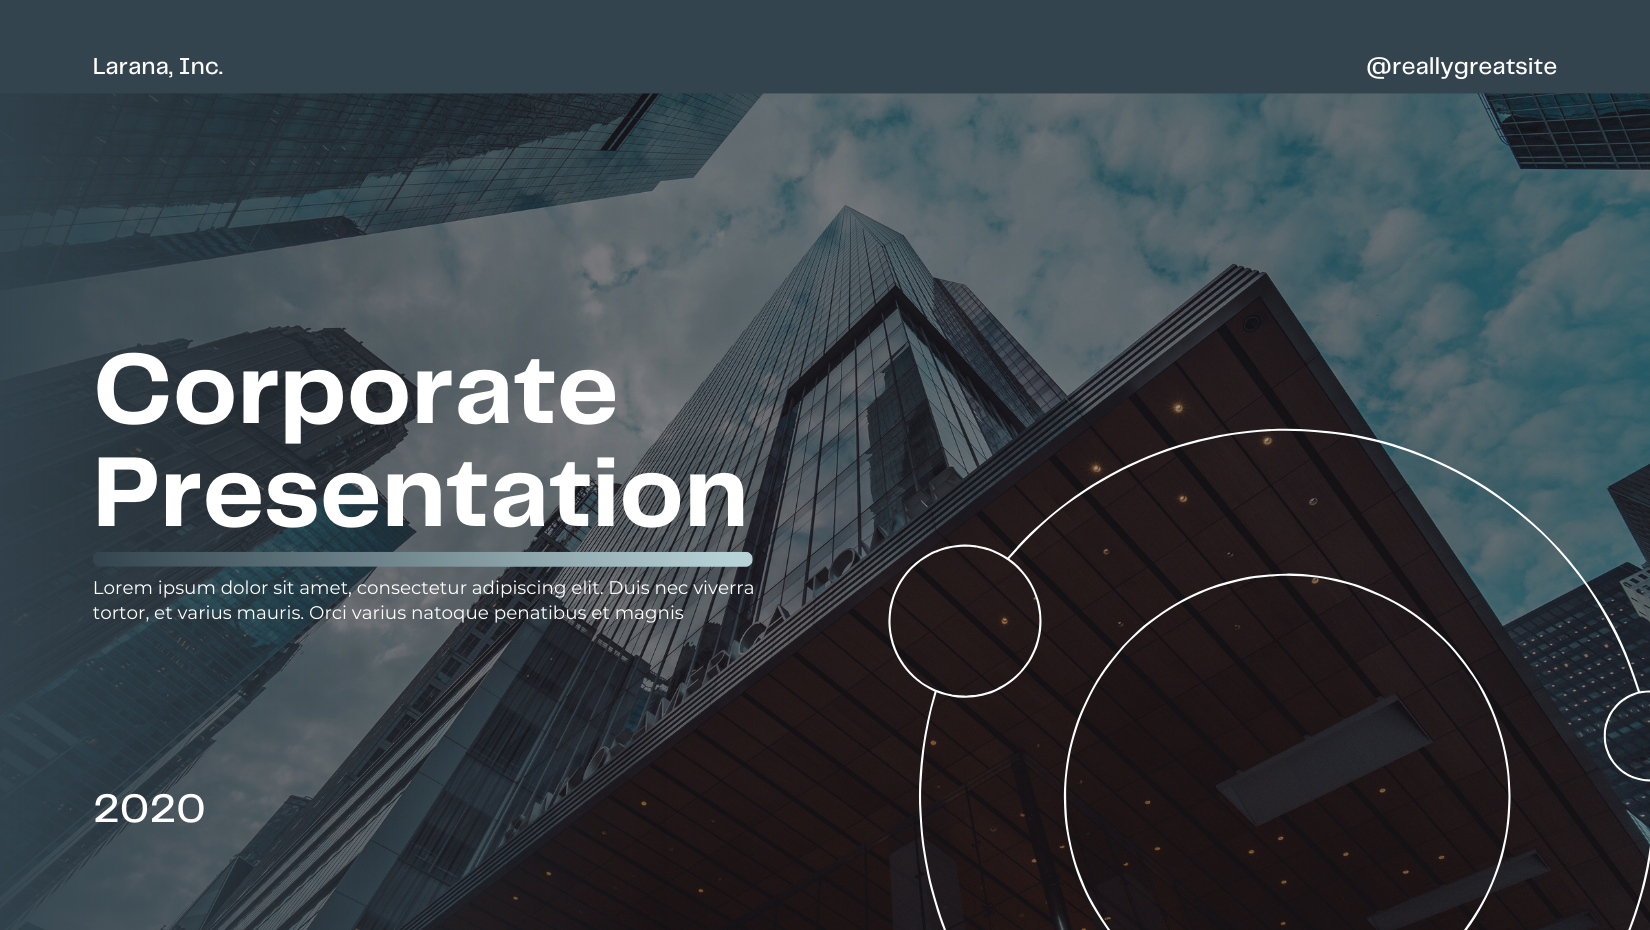 Larana, Inc.
@reallygreatsite
Corporate
Presentation
Lorem ipsum dolor sit amet, consectetur adipiscing elit. Duis nec viverra
tortor, et varius mauris. Orci varius natoque penatibus et magnis
2020